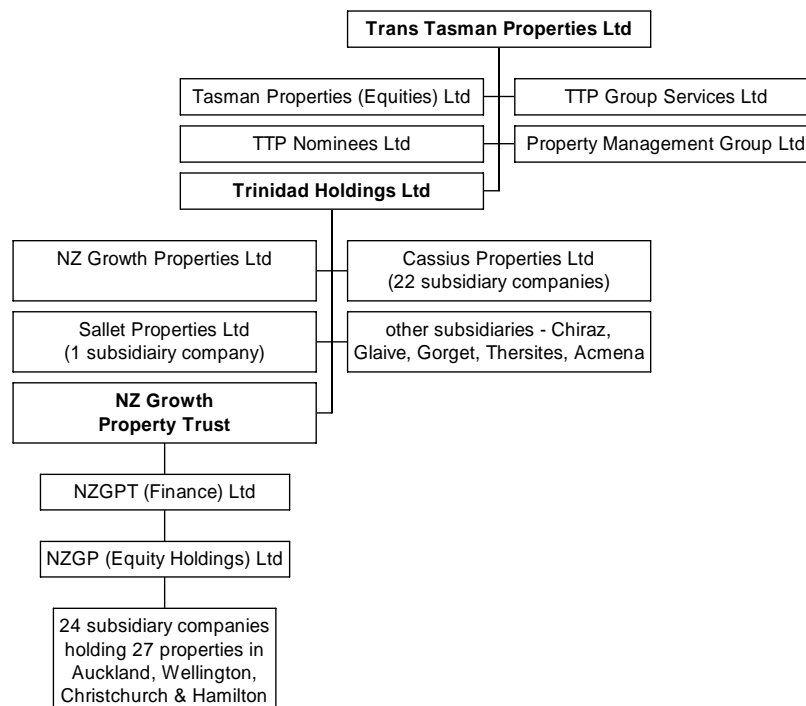 Trans Tasman Properties Ltd
Tasman Properties (Equities) Ltd
TTP Group Services Ltd
TTP Nominees Ltd
Property Management Group Ltd
Trinidad Holdings Ltd
NZ Growth Properties Ltd
Cassius Properties Ltd
(22 subsidiary companies)
Sallet Properties Ltd
(1 subsidiairy company)
other subsidiaries - Chiraz,
Glaive, Gorget, Thersites, Acmena
NZ Growth
Property Trust
NZGPT (Finance) Ltd
NZGP (Equity Holdings) Ltd
24 subsidiary companies
holding 27 properties in
Auckland, Wellington,
Christchurch & Hamilton